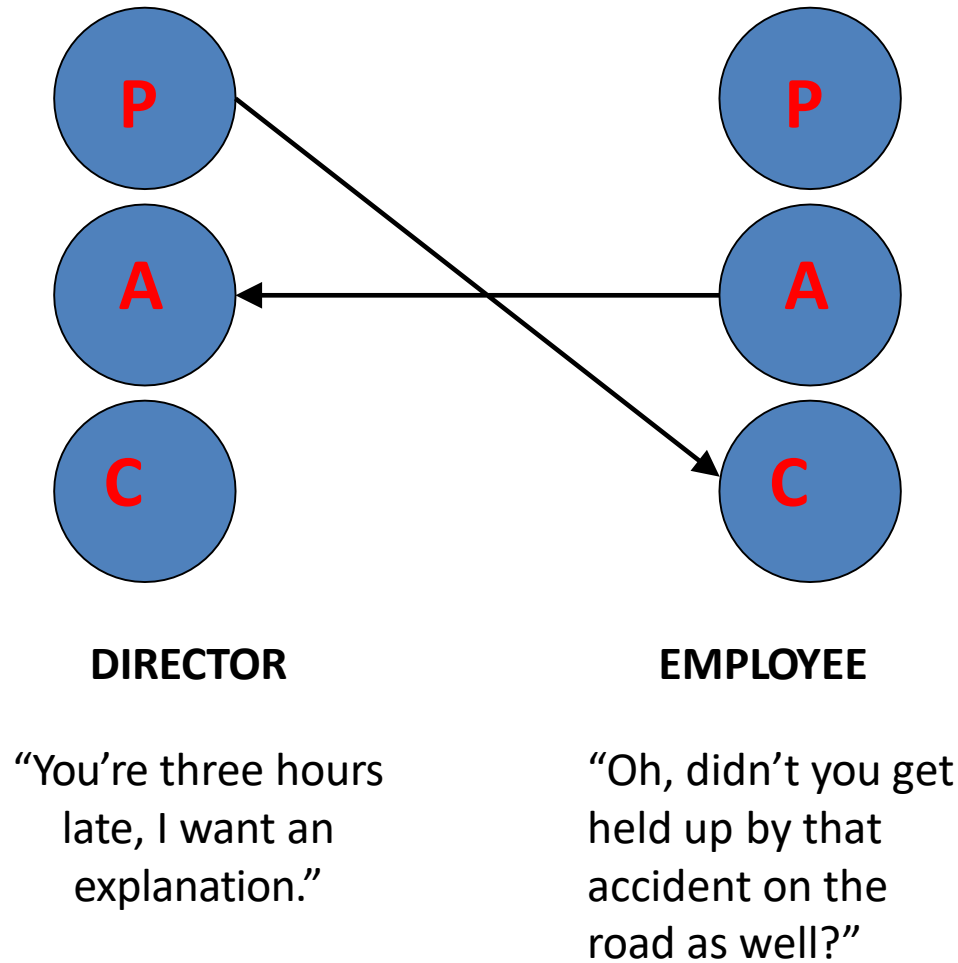 P P
A A
C C
DIRECTOR EMPLOYEE
“You’re three hours
late, I want an
explanation.”
“Oh, didn’t you get
held up by that
accident on the
road as well?”